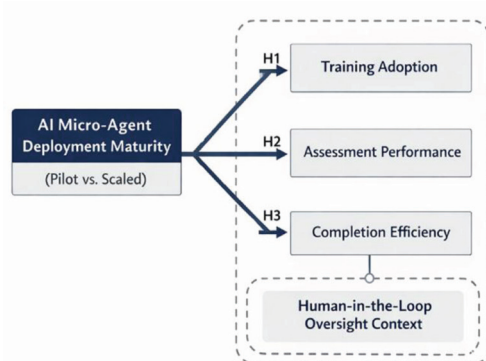 H1
Training Adoption
AI Micro-Agent
Deployment Maturity
(Pilot vs. Scaled)
H2
Assessment Performance
H3
Completion Efficiency
Human-in-the-Loop
Oversight Context